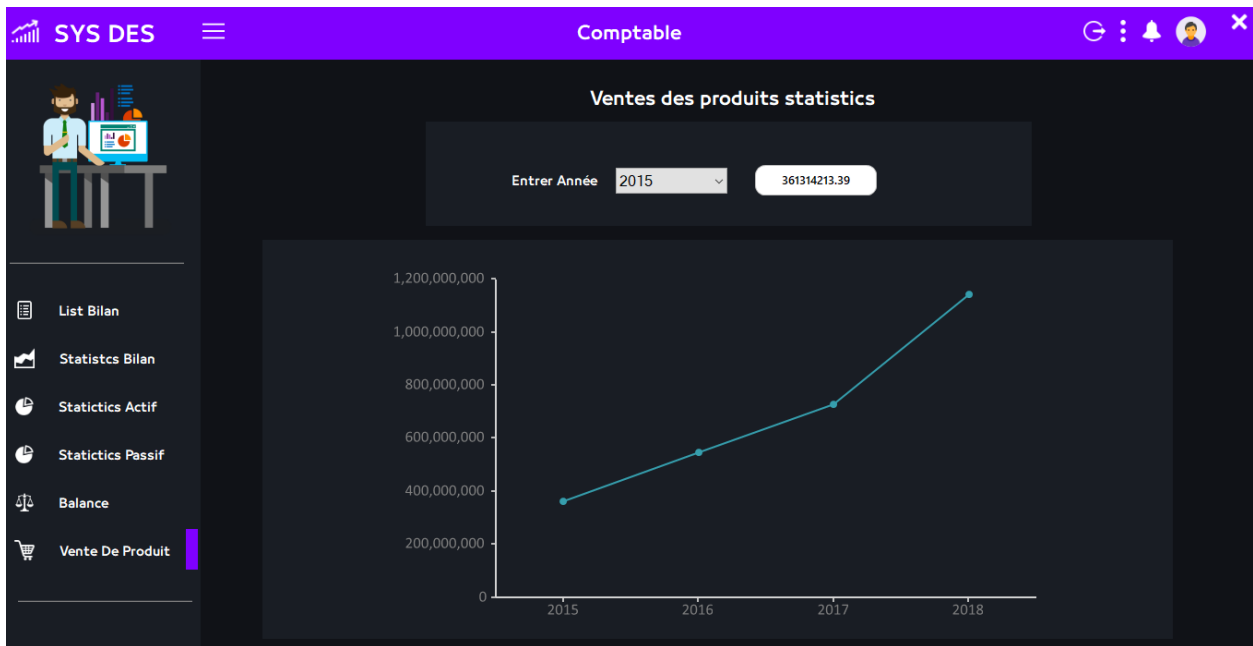 SYS DES
Comptable
Ventes des produits statistics
Entrer Année 2015 361314213.39
List Bilan
Statistcs Bilan
Statictics Actif
Statictics Passif
Balance
Vente De Produit
1,200,000,000
1,000,000,000
800,000,000
600,000,000
400,000,000
200,000,000
0
2015 2016 2017 2018